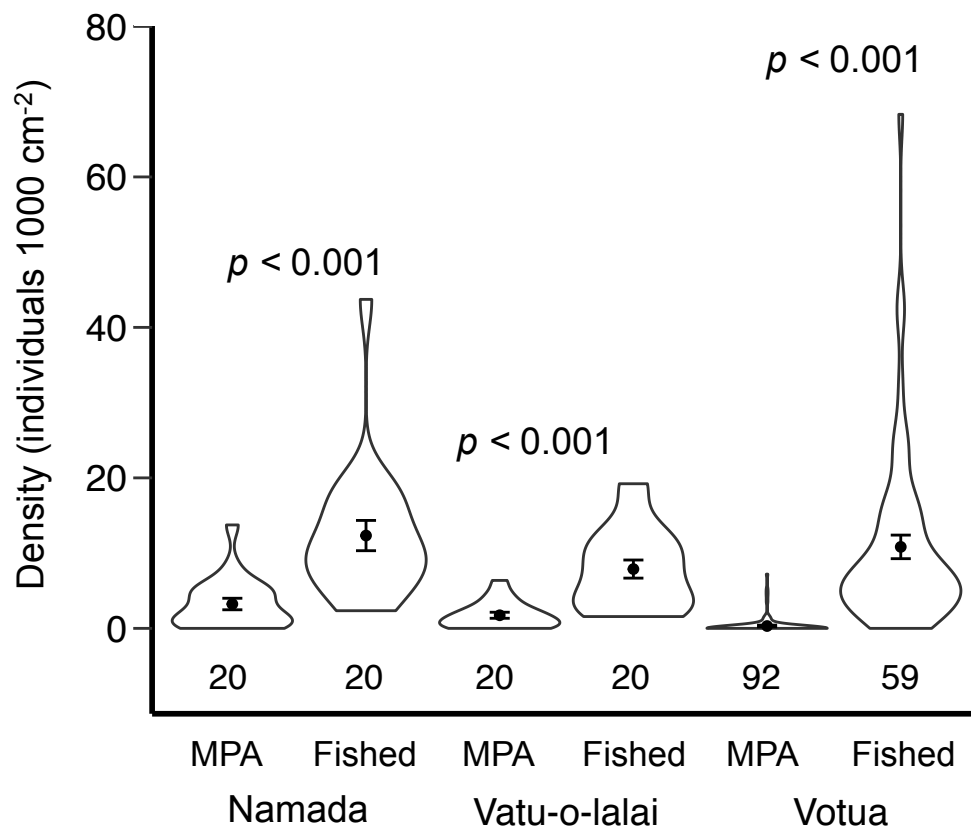 80
p < 0.001
60
p < 0.001
40
p < 0.001
20
0
Density (individuals 1000 cm⁻²)
20 20 20 20 92 59
MPA Fished MPA Fished MPA Fished
Namada Vatu-o-lalai Votua